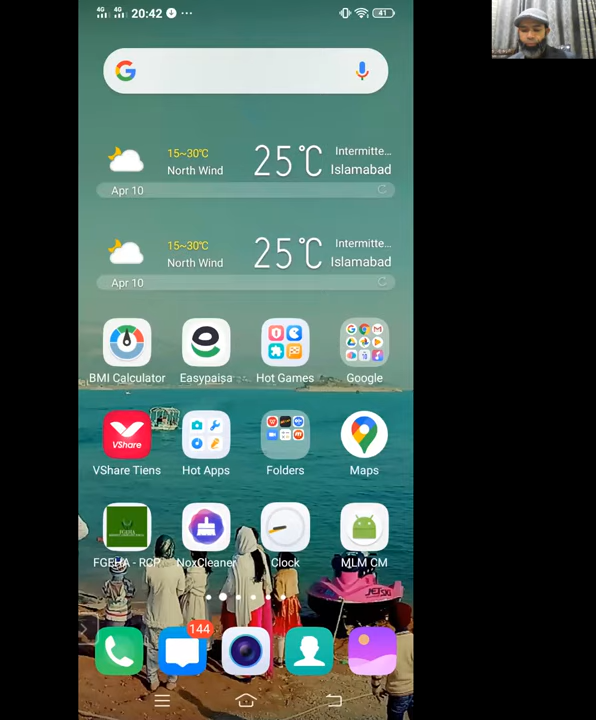 4G 4G 20:42 ... 41
15~30℃
North Wind
25℃
Intermitte...
Islamabad
Apr 10
15~30℃
North Wind
25℃
Intermitte...
Islamabad
Apr 10
BMI Calculator Easypaisa Hot Games Google
VShare
VShare Tiens Hot Apps Folders Maps
FGEHA
FGEHA - RCP NoxCleaner Clock MLM CM
JETSKI
144